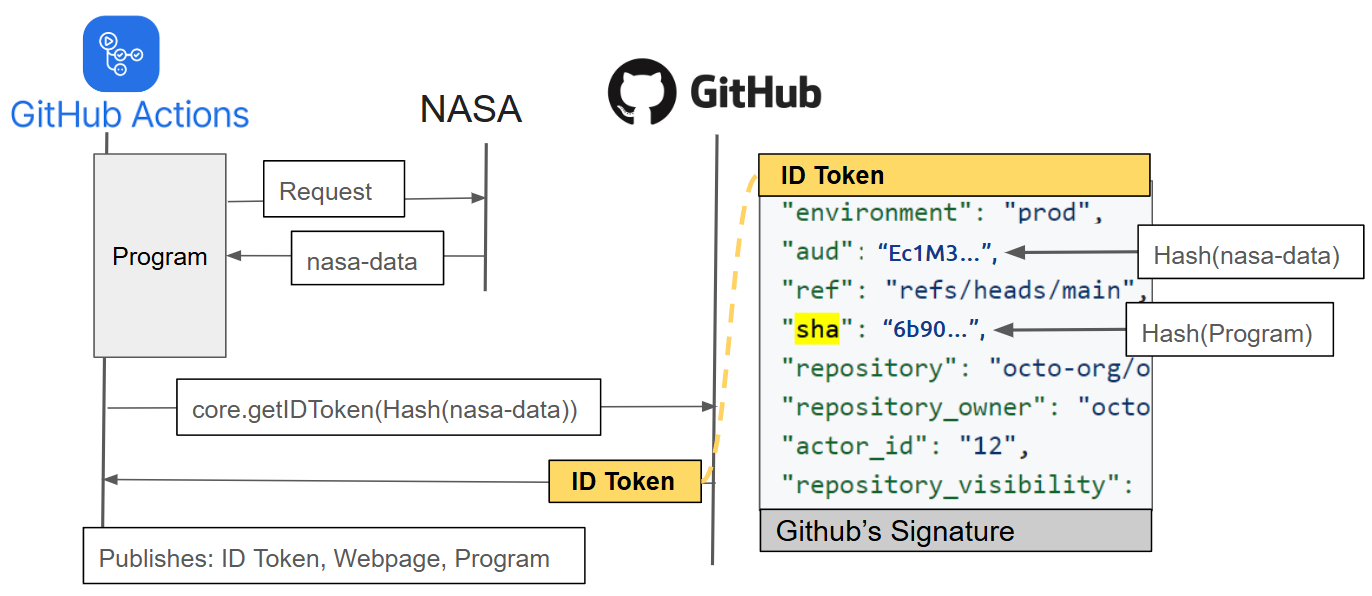 GitHub Actions
NASA
GitHub
Program
Request
nasa-data
core.getIDToken(Hash(nasa-data))
ID Token
Publishes: ID Token, Webpage, Program
ID Token
"environment": "prod",
"aud": “Ec1M3...”,
Hash(nasa-data)
"ref": "refs/heads/main",
"sha": “6b90...”,
Hash(Program)
"repository": "octo-org/o
"repository_owner": "octo
"actor_id": "12",
"repository_visibility":
Github’s Signature